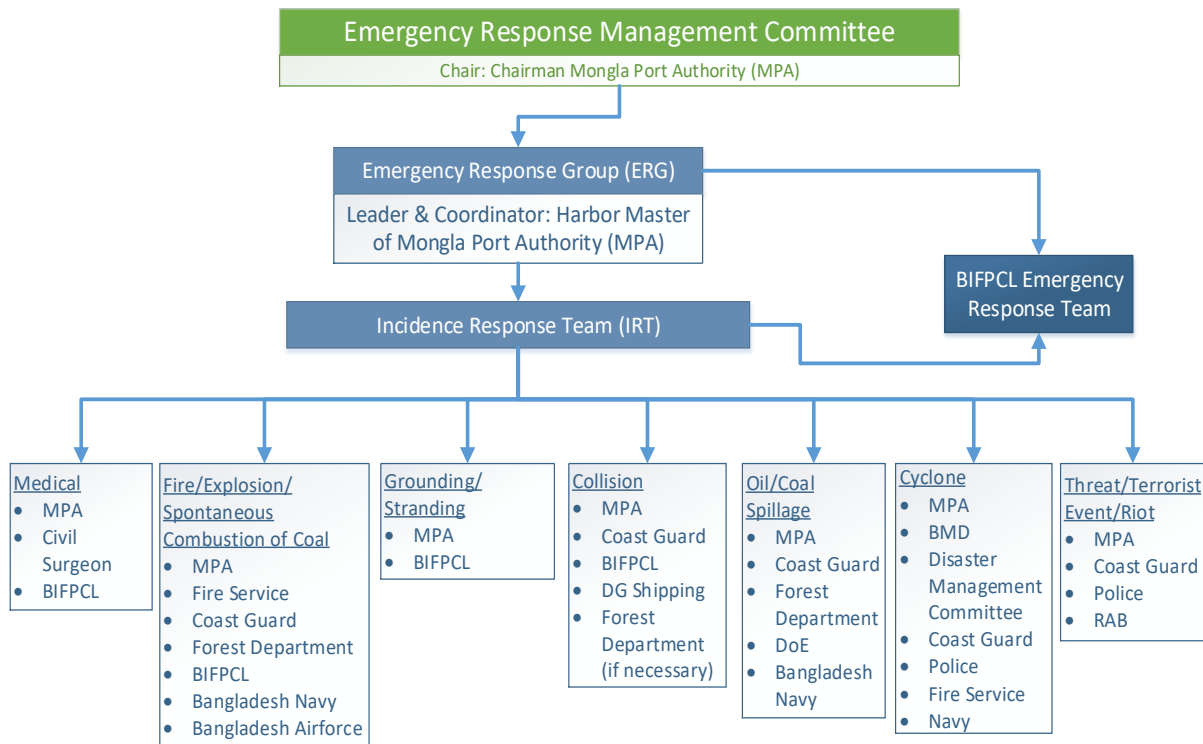 Emergency Response Management Committee
Chair: Chairman Mongla Port Authority (MPA)
Emergency Response Group (ERG)
Leader & Coordinator: Harbor Master
of Mongla Port Authority (MPA)
BIFPCL Emergency
Response Team
Incidence Response Team (IRT)
Medical
• MPA
• Civil
Surgeon
• BIFPCL
Fire/Explosion/
Spontaneous
Combustion of Coal
• MPA
• Fire Service
• Coast Guard
• Forest Department
• BIFPCL
• Bangladesh Navy
• Bangladesh Airforce
Grounding/
Stranding
• MPA
• BIFPCL
Collision
• MPA
• Coast Guard
• BIFPCL
• DG Shipping
• Forest
Department
(if necessary)
Oil/Coal
Spillage
• MPA
• Coast Guard
• Forest
Department
• DoE
• Bangladesh
Navy
Cyclone
• MPA
• BMD
• Disaster
Management
Committee
• Coast Guard
• Police
• Fire Service
• Navy
Threat/Terrorist
Event/Riot
• MPA
• Coast Guard
• Police
• RAB